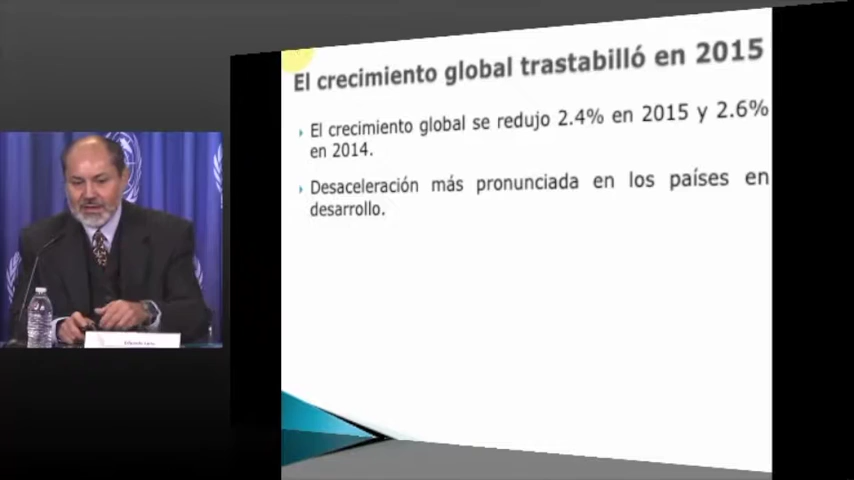 El crecimiento global trastabilló en 2015
El crecimiento global se redujo 2.4% en 2015 y 2.6%
en 2014.
Desaceleración más pronunciada en los países en
desarrollo.